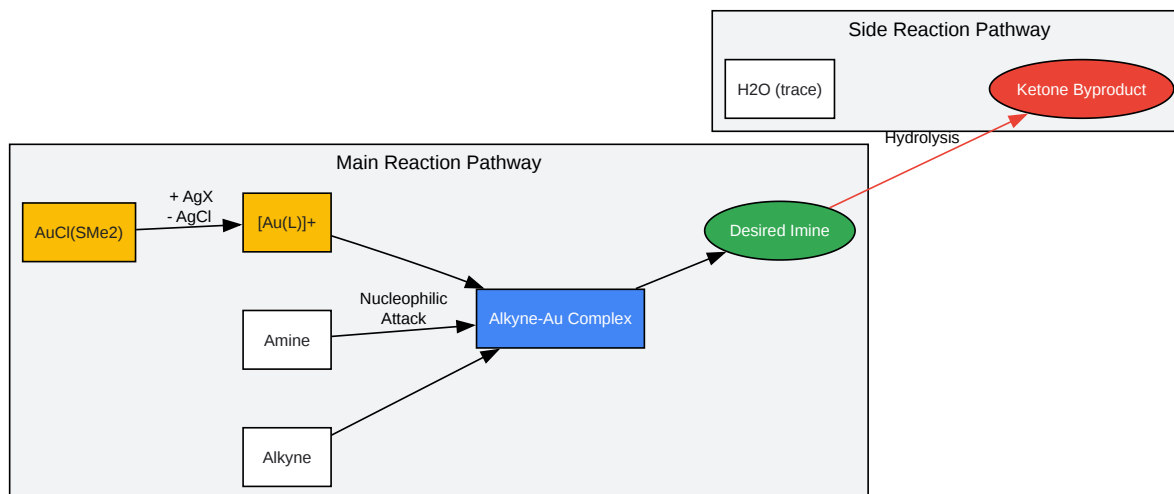 Side Reaction Pathway
H2O (trace)
Ketone Byproduct
Hydrolysis
Main Reaction Pathway
+ AgX
- AgCl
AuCl(SMe2)
[Au(L)]+
Desired Imine
Nucleophilic
Attack
Alkyne-Au Complex
Amine
Alkyne